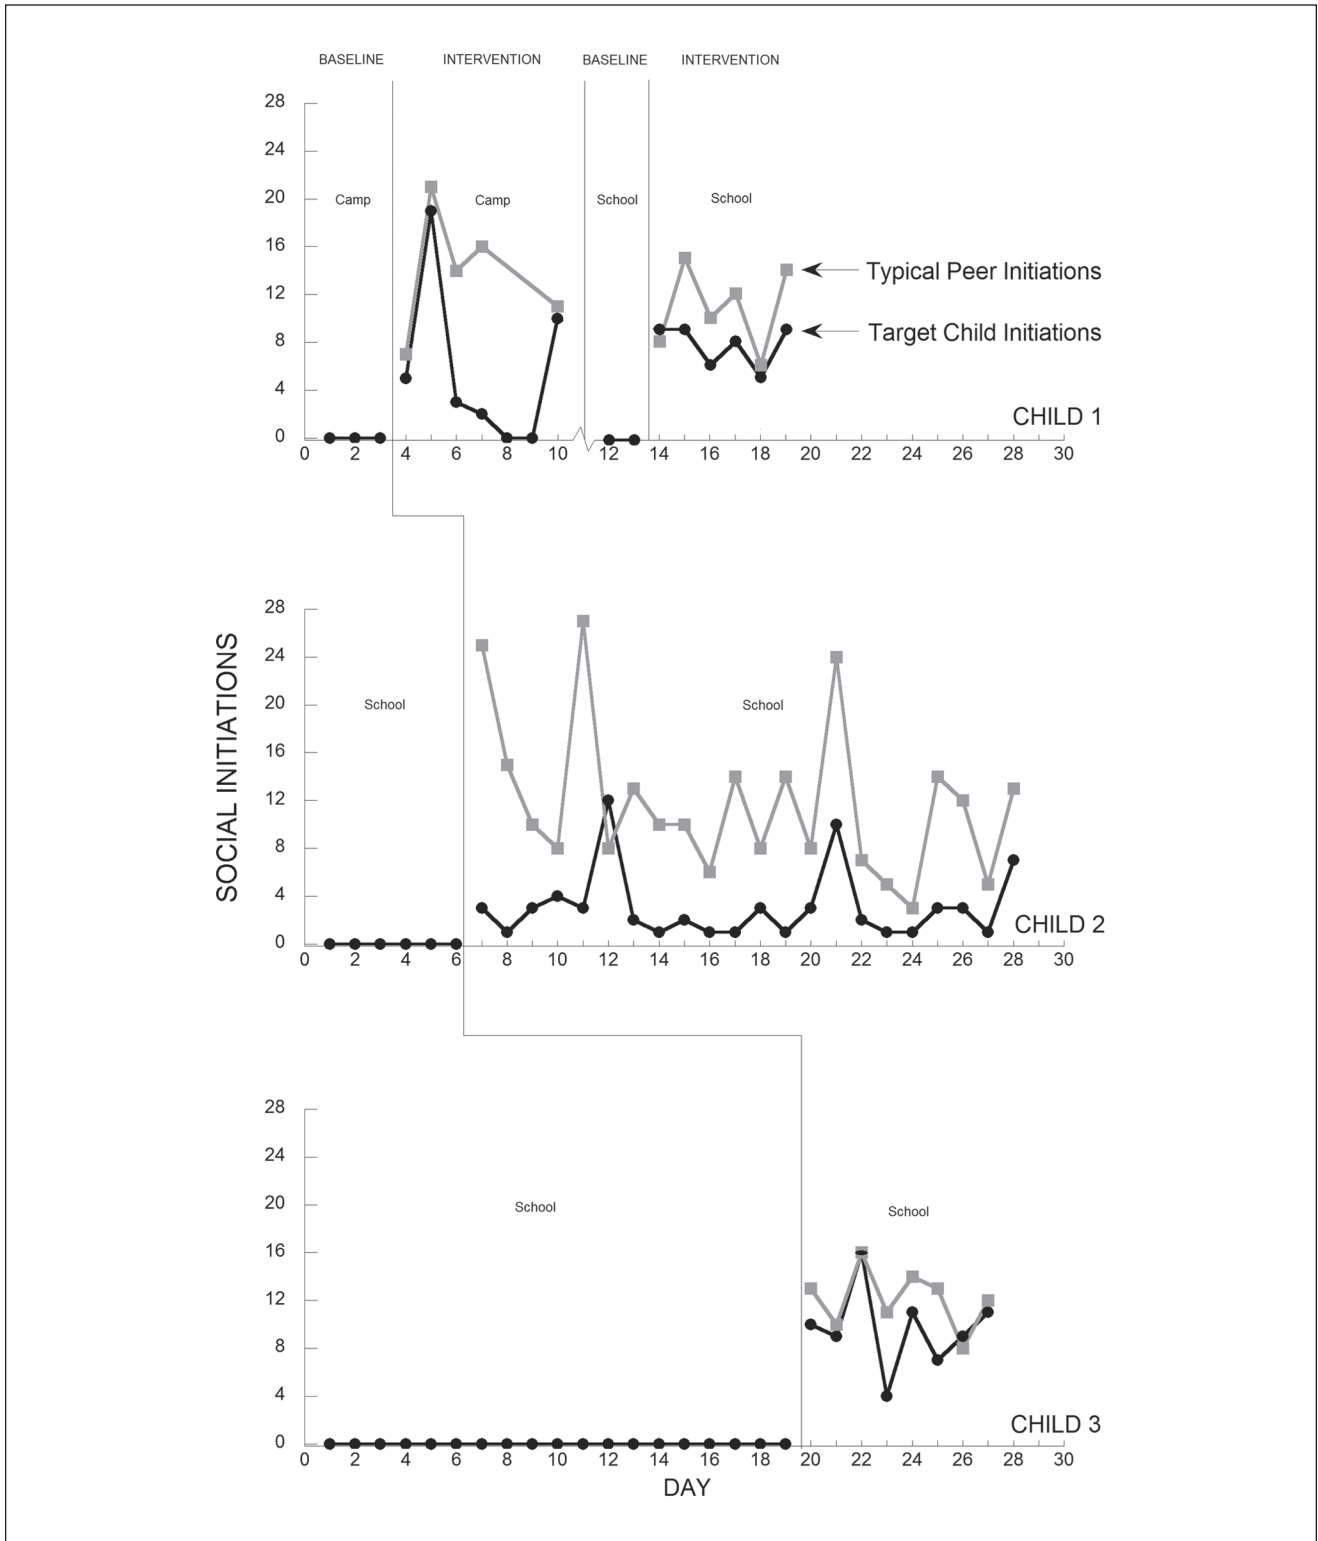 BASELINE INTERVENTION BASELINE INTERVENTION
28
24
20 Camp Camp School School
16
Typical Peer Initiations
12
Target Child Initiations
8
4
CHILD 1
0
0 2 4 6 8 10 12 14 16 18 20 22 24 26 28 30
SOCIAL INITIATIONS
28
24
20 School School
16
12
8
4
CHILD 2
0
0 2 4 6 8 10 12 14 16 18 20 22 24 26 28 30
28
24
20 School School
16
12
8
4
CHILD 3
0
0 2 4 6 8 10 12 14 16 18 20 22 24 26 28 30
DAY